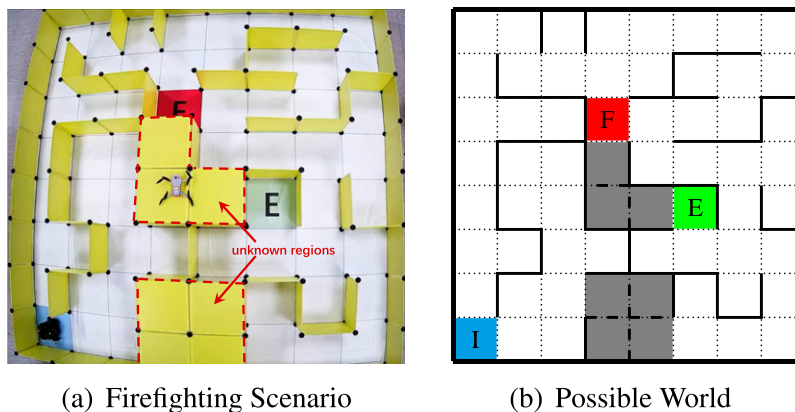 F
E
unknown regions
F
E
I
(a) Firefighting Scenario
(b) Possible World